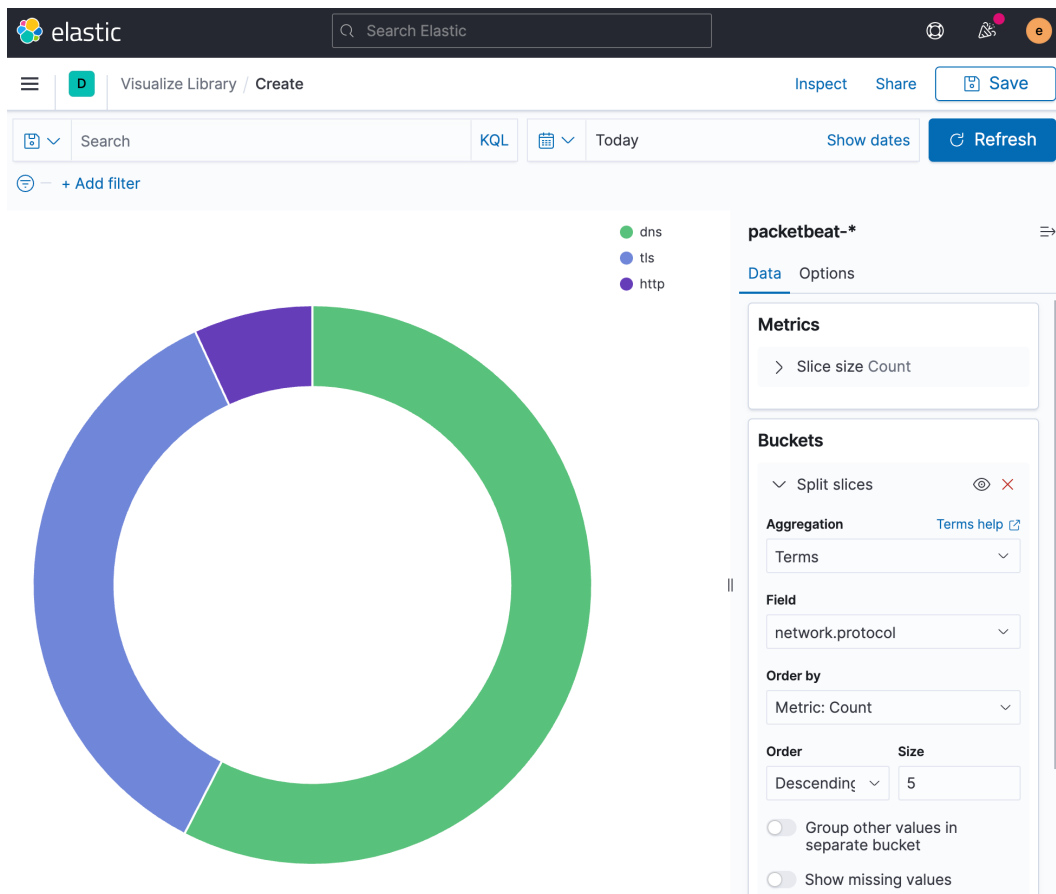 elastic
Search Elastic
e
D
Visualize Library / Create
Inspect
Share
Save
Search
KQL
Today
Show dates
Refresh
+ Add filter
dns
tls
http
packetbeat-*
Data
Options
Metrics
Slice size Count
Buckets
Split slices
Aggregation
Terms help
Terms
Field
network.protocol
Order by
Metric: Count
Order
Size
Descending
5
Group other values in
separate bucket
Show missing values